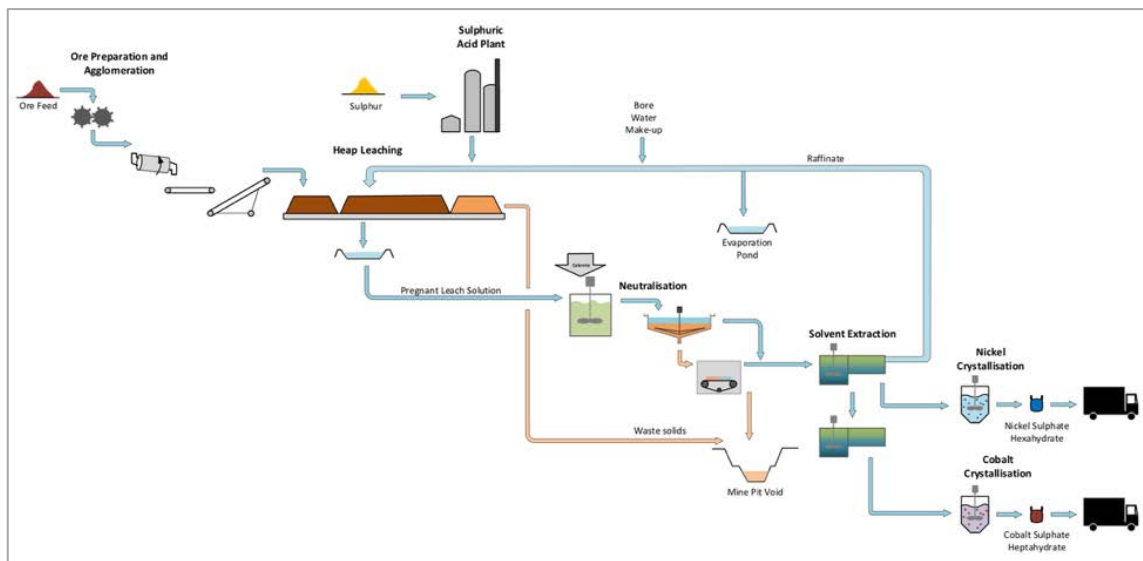 Sulphuric
Acid Plant
Ore Preparation and
Agglomeration
Ore Feed
Sulphur
Bore
Water
Make-up
Heap Leaching
Raffinate
Evaporation
Pond
Calcrete
Neutralisation
Pregnant Leach Solution
Solvent Extraction
Nickel
Crystallisation
Nickel Sulphate
Hexahydrate
Waste solids
Mine Pit Void
Cobalt
Crystallisation
Cobalt Sulphate
Heptahydrate